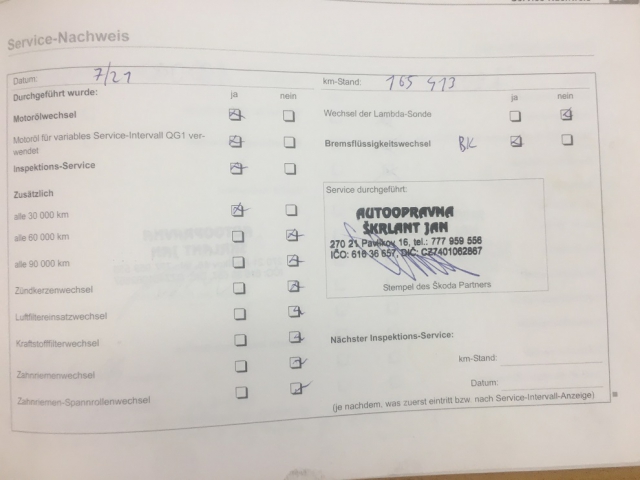 Service-Nachweis
Datum: 7/21
Durchgeführt wurde: ja nein
Motorölwechsel
Motoröl für variables Service-Intervall QG1 ver-
wendet
Inspektions-Service
Zusätzlich
alle 30 000 km
alle 60 000 km
alle 90 000 km
Zündkerzenwechsel
Luftfiltereinsatzwechsel
Kraftstofffilterwechsel
Zahnriemenwechsel
Zahnriemen-Spannrollenwechsel
km-Stand: 165 413
ja nein
Wechsel der Lambda-Sonde
Bremsflüssigkeitswechsel BK
Service durchgeführt:
AUTOOPRAVNA
ŠKRLANT JAN
270 21 Pavlíkov 16, tel.: 777 959 556
IČO: 616 36 657, DIČ: CZ7401062867
Stempel des Škoda Partners
Nächster Inspektions-Service:
km-Stand:
Datum:
(je nachdem, was zuerst eintritt bzw. nach Service-Intervall-Anzeige)